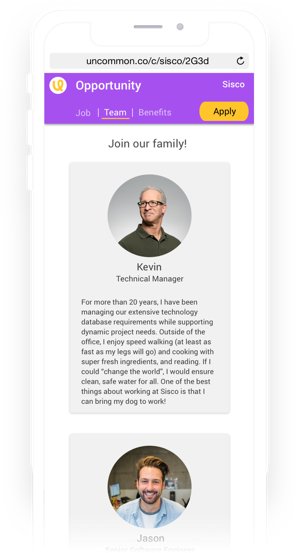 uncommon.co/c/sisco/2G3d
Opportunity Sisco
Job | Team | Benefits Apply
Join our family!
Kevin
Technical Manager
For more than 20 years, I have been
managing our extensive technology
database requirements while supporting
dynamic project needs. Outside of the
office, I enjoy speed walking (at least as
fast as my legs will go) and cooking with
super fresh ingredients, and reading. If I
could “change the world”, I would ensure
clean, safe water for all. One of the best
things about working at Sisco is that I
can bring my dog to work!
Jason